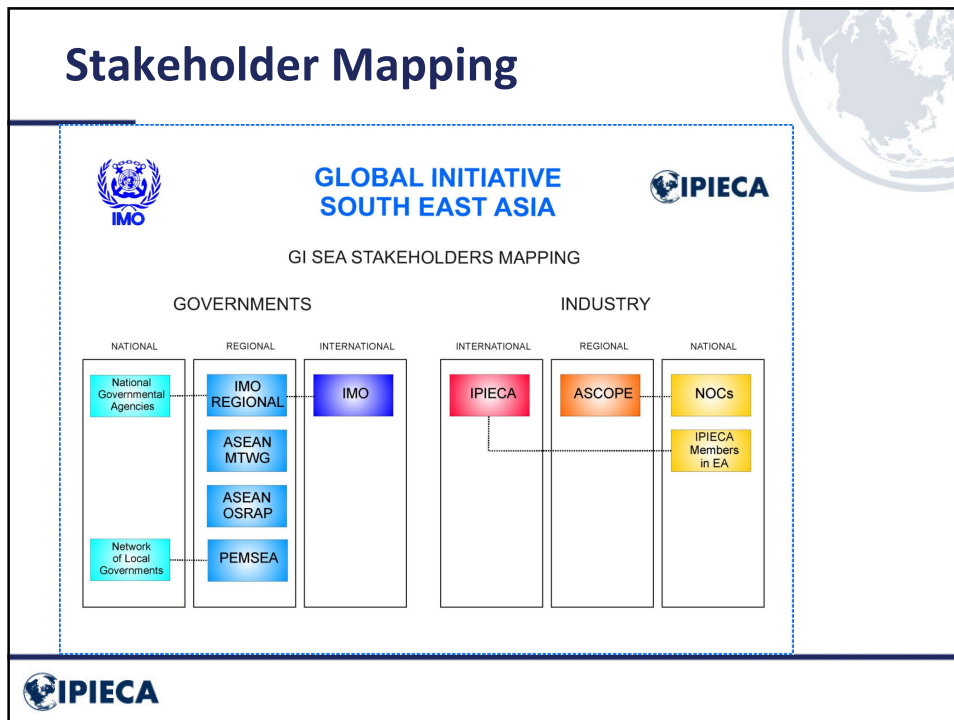 Stakeholder Mapping
IMO
GLOBAL INITIATIVE
SOUTH EAST ASIA
IPIECA
GI SEA STAKEHOLDERS MAPPING
GOVERNMENTS
INDUSTRY
NATIONAL
REGIONAL
INTERNATIONAL
INTERNATIONAL
REGIONAL
NATIONAL
National
Governmental
Agencies
IMO
REGIONAL
IMO
IPIECA
ASCOPE
NOCs
ASEAN
MTWG
IPIECA
Members
in EA
ASEAN
OSRAP
Network
of Local
Governments
PEMSEA
IPIECA